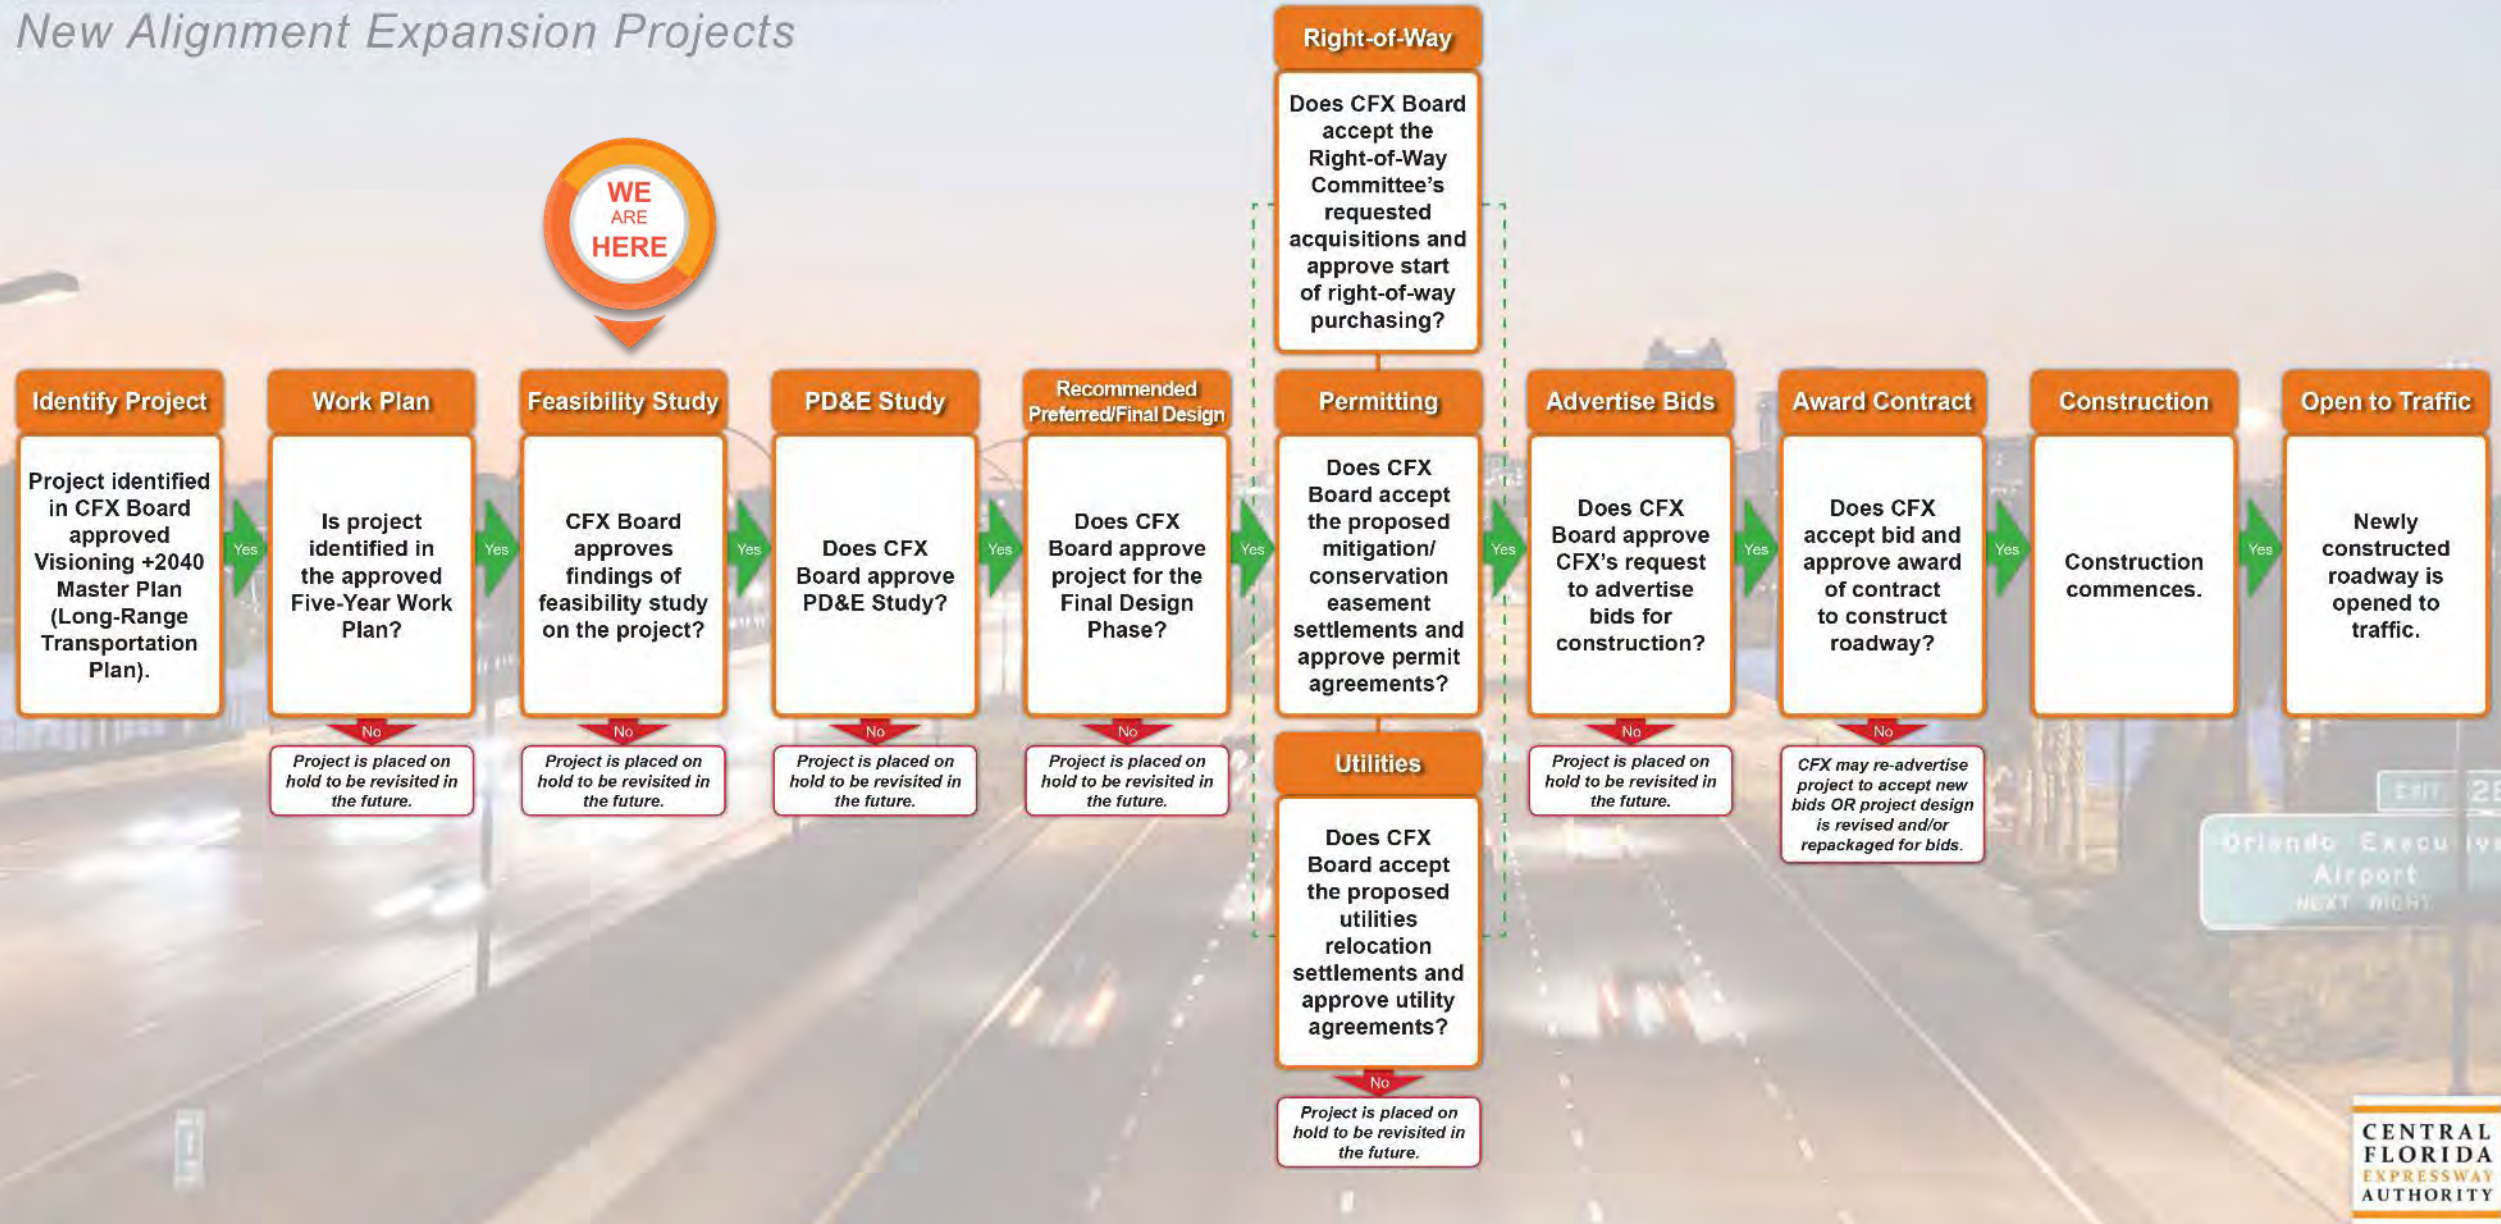 New Alignment Expansion Projects
WE
ARE
HERE
Identify Project
Project identified
in CFX Board
approved
Visioning +2040
Master Plan
(Long-Range
Transportation
Plan).
Yes
Work Plan
Is project
identified in
the approved
Five-Year Work
Plan?
No
Project is placed on
hold to be revisited in
the future.
Yes
Feasibility Study
CFX Board
approves
findings of
feasibility study
on the project?
No
Project is placed on
hold to be revisited in
the future.
Yes
PD&E Study
Does CFX
Board approve
PD&E Study?
No
Project is placed on
hold to be revisited in
the future.
Yes
Recommended
Preferred/Final Design
Does CFX
Board approve
project for the
Final Design
Phase?
No
Project is placed on
hold to be revisited in
the future.
Yes
Right-of-Way
Does CFX Board
accept the
Right-of-Way
Committee's
requested
acquisitions and
approve start
of right-of-way
purchasing?
Permitting
Does CFX
Board accept
the proposed
mitigation/
conservation
easement
settlements and
approve permit
agreements?
Utilities
Does CFX
Board accept
the proposed
utilities
relocation
settlements and
approve utility
agreements?
No
Project is placed on
hold to be revisited in
the future.
Yes
Advertise Bids
Does CFX
Board approve
CFX's request
to advertise
bids for
construction?
No
Project is placed on
hold to be revisited in
the future.
Yes
Award Contract
Does CFX
accept bid and
approve award
of contract
to construct
roadway?
No
CFX may re-advertise
project to accept new
bids OR project design
is revised and/or
repackaged for bids.
Yes
Construction
Construction
commences.
Yes
Open to Traffic
Newly
constructed
roadway is
opened to
traffic.
EXIT
Orlando Executive
Airport
NEXT RIGHT
CENTRAL
FLORIDA
EXPRESSWAY
AUTHORITY